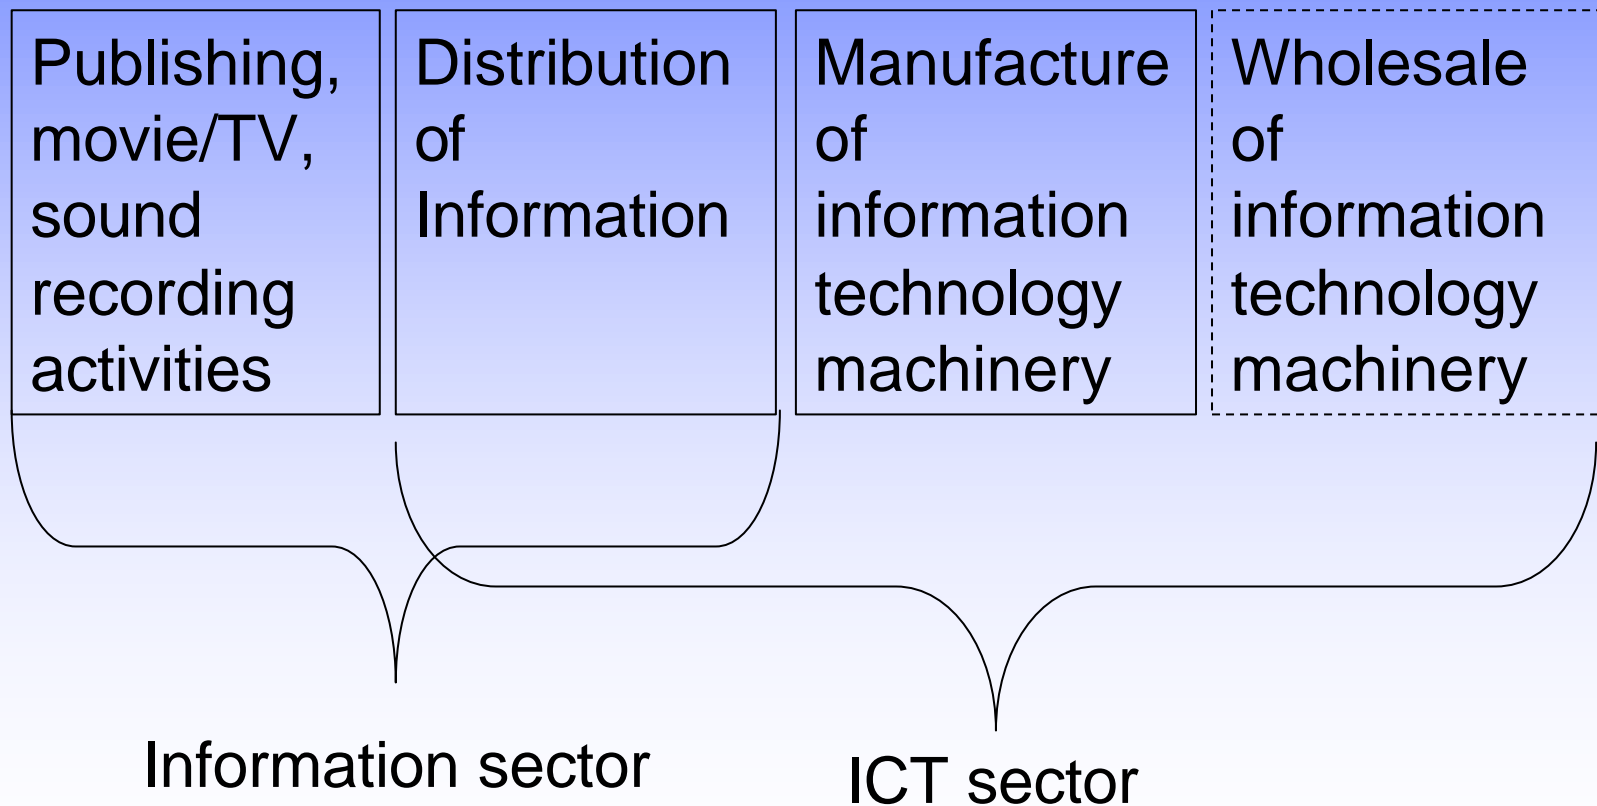 Publishing,
movie/TV,
sound
recording
activities
Distribution
of
Information
Manufacture
of
information
technology
machinery
Wholesale
of
information
technology
machinery
Information sector
ICT sector